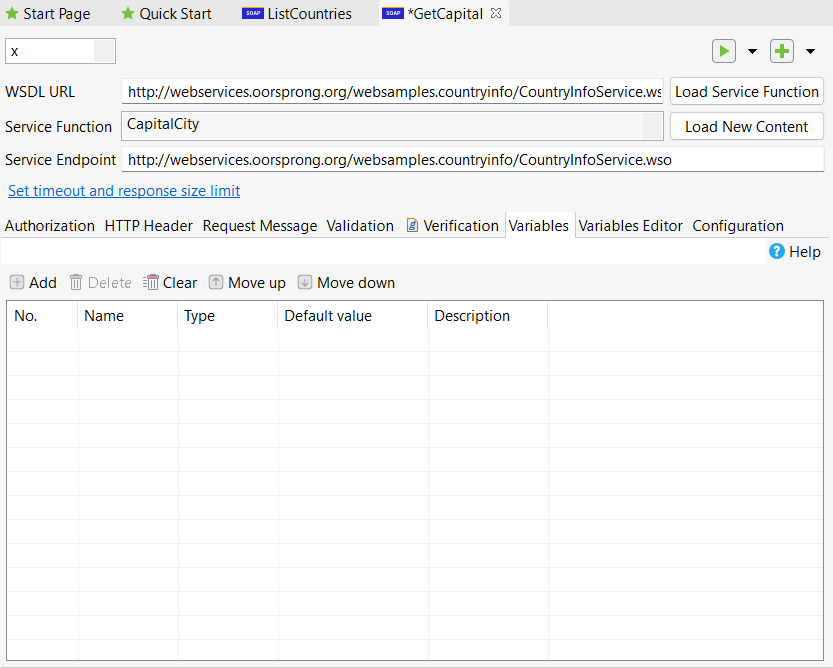 Start Page Quick Start SOAP ListCountries SOAP *GetCapital
x
WSDL URL http://webservices.oorsprong.org/websamples.countryinfo/CountryInfoService.ws Load Service Function
Service Function CapitalCity Load New Content
Service Endpoint http://webservices.oorsprong.org/websamples.countryinfo/CountryInfoService.wso
Set timeout and response size limit
Authorization HTTP Header Request Message Validation Verification Variables Variables Editor Configuration
Help
Add Delete Clear Move up Move down
No. Name Type Default value Description